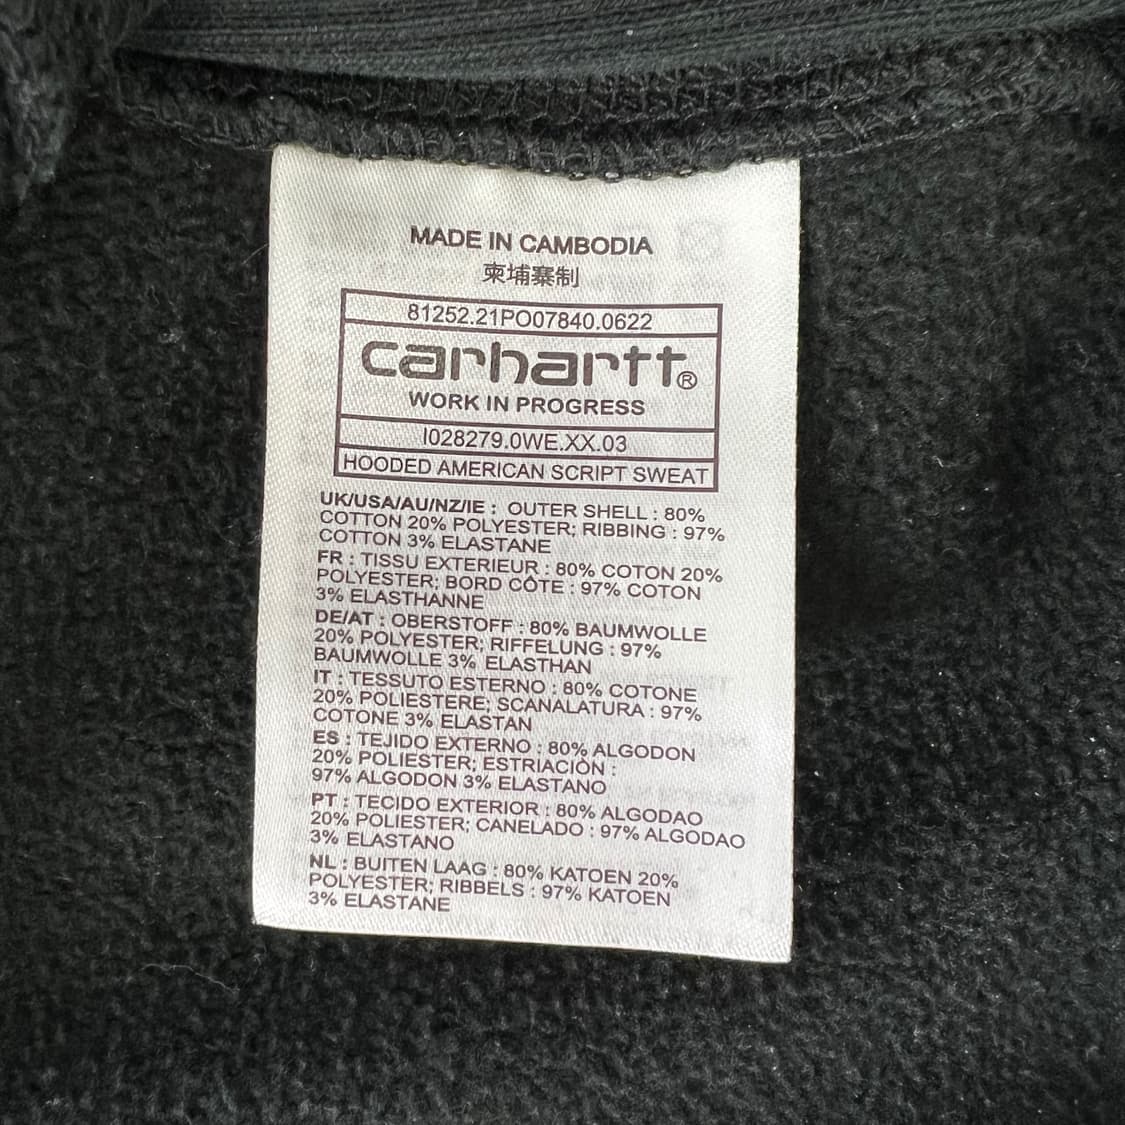 MADE IN CAMBODIA
柬埔寨制
81252.21PO07840.0622
carhartt®
WORK IN PROGRESS
I028279.0WE.XX.03
HOODED AMERICAN SCRIPT SWEAT
UK/USA/AU/NZ/IE : OUTER SHELL : 80%
COTTON 20% POLYESTER; RIBBING : 97%
COTTON 3% ELASTANE
FR : TISSU EXTERIEUR : 80% COTON 20%
POLYESTER; BORD CÔTE : 97% COTON
3% ELASTHANNE
DE/AT : OBERSTOFF : 80% BAUMWOLLE
20% POLYESTER; RIFFELUNG : 97%
BAUMWOLLE 3% ELASTHAN
IT : TESSUTO ESTERNO : 80% COTONE
20% POLIESTERE; SCANALATURA : 97%
COTONE 3% ELASTAN
ES : TEJIDO EXTERNO : 80% ALGODON
20% POLIESTER; ESTRIACIÓN :
97% ALGODON 3% ELASTANO
PT : TECIDO EXTERIOR : 80% ALGODAO
20% POLIESTER; CANELADO : 97% ALGODAO
3% ELASTANO
NL : BUITEN LAAG : 80% KATOEN 20%
POLYESTER; RIBBELS : 97% KATOEN
3% ELASTANE